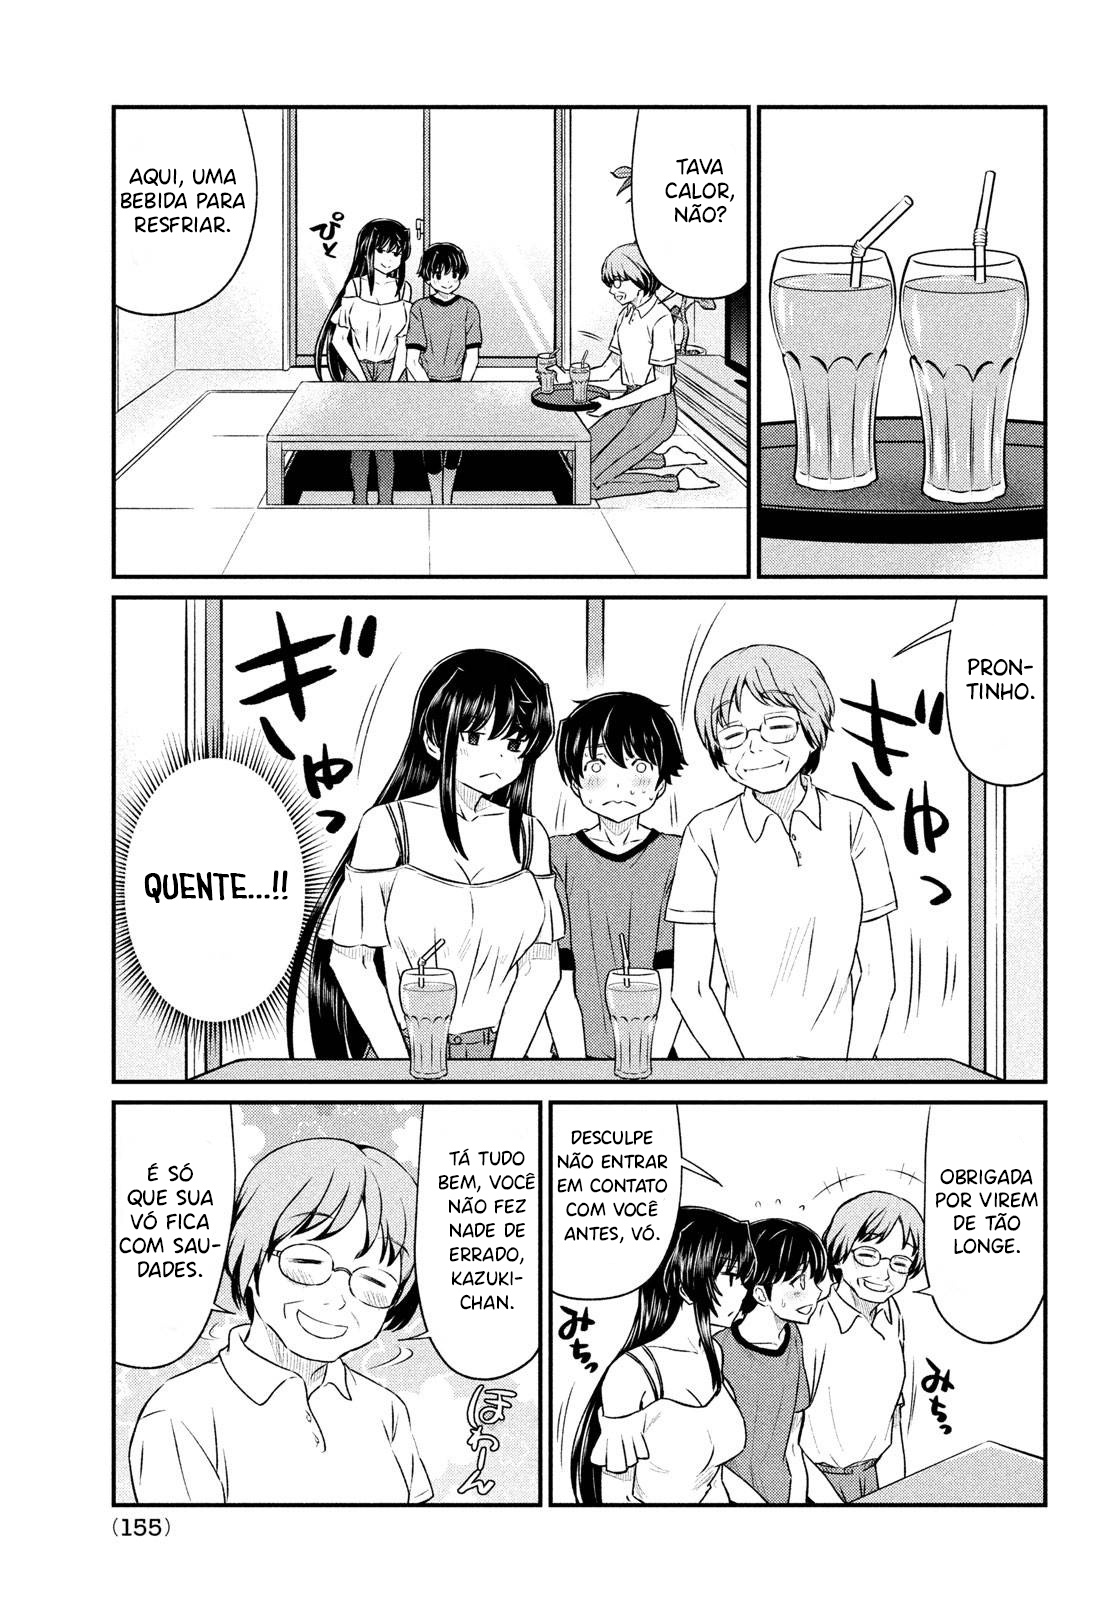 TAVA
CALOR,
NÃO?
AQUI, UMA
BEBIDA PARA
RESFRIAR.
ぴと
PRON-
TINHO.
ぎゅっ
ぎゅっ
QUENTE...!!
OBRIGADA
POR VIREM
DE TÃO
LONGE.
DESCULPE
NÃO ENTRAR
EM CONTATO
COM VOCÊ
ANTES, VÓ.
みちっ
みちっ
TÁ TUDO
BEM, VOCÊ
NÃO FEZ
NADE DE
ERRADO,
KAZUKI-
CHAN.
É SÓ
QUE SUA
VÓ FICA
COM SAU-
DADES.
ほわーん
(155)